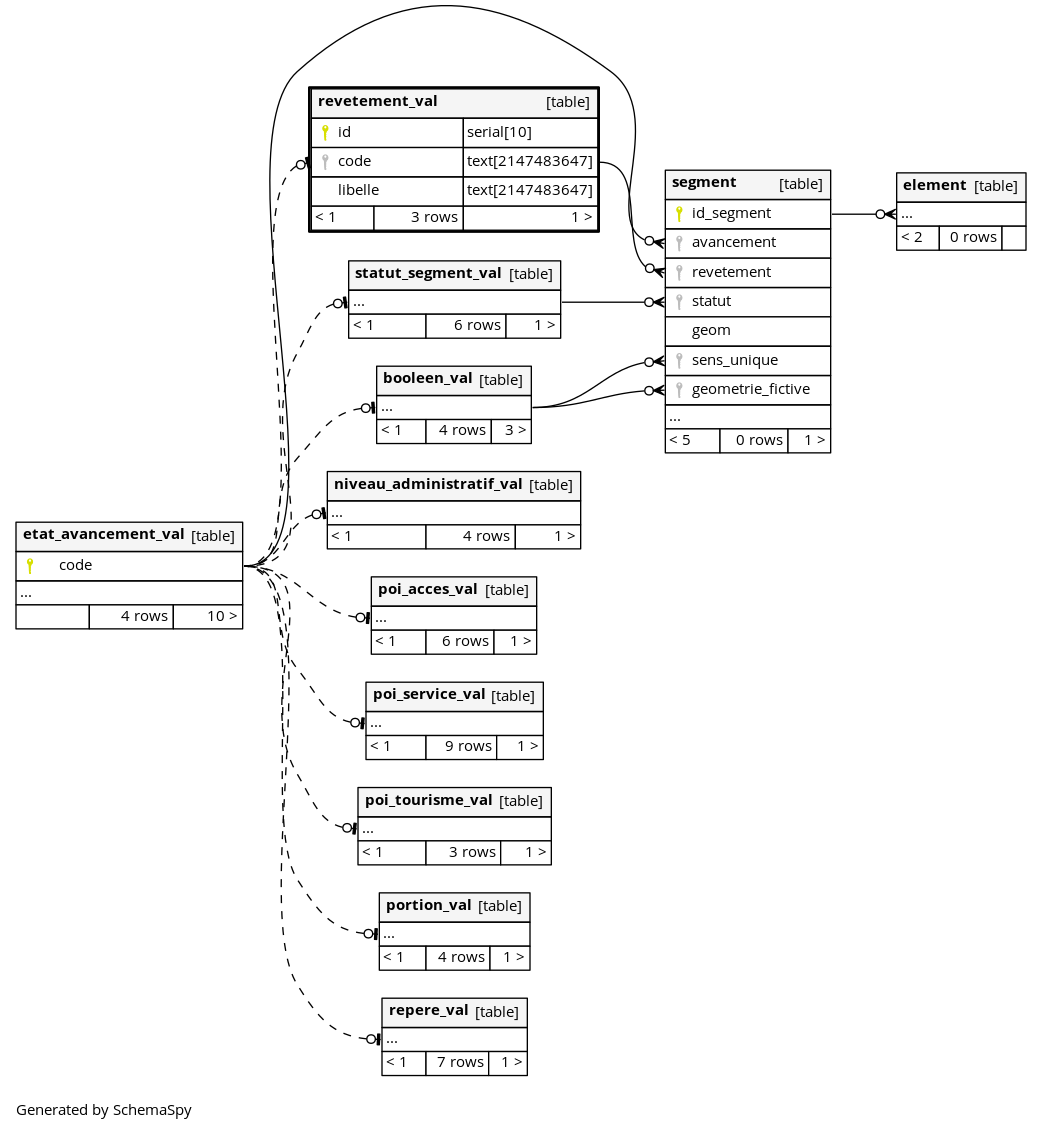 revetement_val [table]
id serial[10]
code text[2147483647]
libelle text[2147483647]
< 1 3 rows 1 >
segment [table]
id_segment
avancement
revetement
statut
geom
sens_unique
geometrie_fictive
...
< 5 0 rows 1 >
element [table]
...
< 2 0 rows
statut_segment_val [table]
...
< 1 6 rows 1 >
booleen_val [table]
...
< 1 4 rows 3 >
niveau_administratif_val [table]
...
< 1 4 rows 1 >
etat_avancement_val [table]
code
...
4 rows 10 >
poi_acces_val [table]
...
< 1 6 rows 1 >
poi_service_val [table]
...
< 1 9 rows 1 >
poi_tourisme_val [table]
...
< 1 3 rows 1 >
portion_val [table]
...
< 1 4 rows 1 >
repere_val [table]
...
< 1 7 rows 1 >
Generated by SchemaSpy